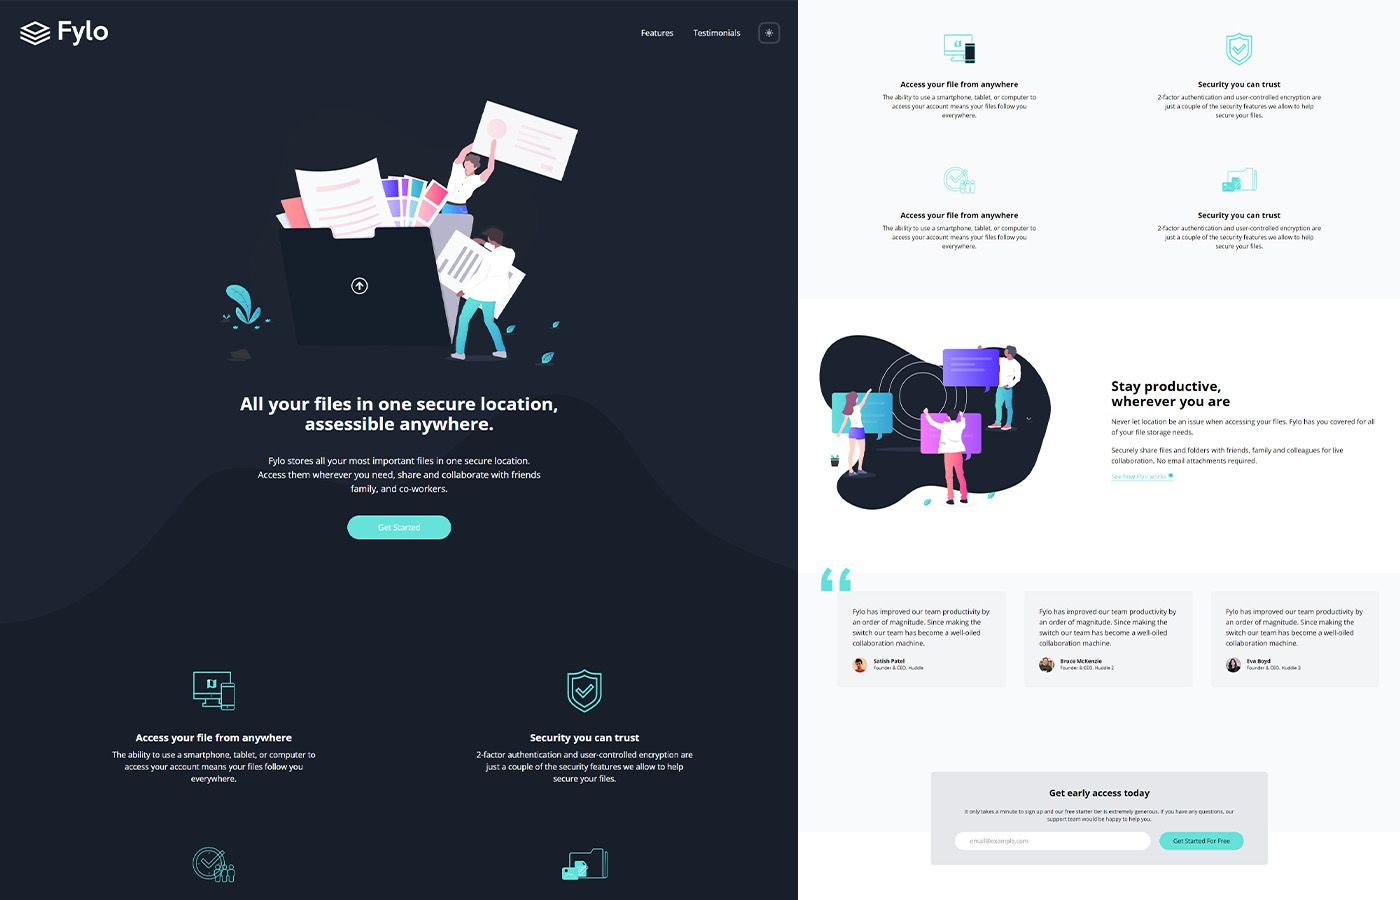 Fylo
Features
Testimonials
All your files in one secure location,
assessible anywhere.
Fylo stores all your most important files in one secure location.
Access them wherever you need, share and collaborate with friends
family, and co-workers.
Get Started
Access your file from anywhere
The ability to use a smartphone, tablet, or computer to
access your account means your files follow you
everywhere.
Security you can trust
2-factor authentication and user-controlled encryption are
just a couple of the security features we allow to help
secure your files.
Access your file from anywhere
The ability to use a smartphone, tablet, or computer to
access your account means your files follow you
everywhere.
Security you can trust
2-factor authentication and user-controlled encryption are
just a couple of the security features we allow to help
secure your files.
Access your file from anywhere
The ability to use a smartphone, tablet, or computer to
access your account means your files follow you
everywhere.
Security you can trust
2-factor authentication and user-controlled encryption are
just a couple of the security features we allow to help
secure your files.
Stay productive,
wherever you are
Never let location be an issue when accessing your files. Fylo has you covered for all
of your file storage needs.
Securely share files and folders with friends, family and colleagues for live
collaboration. No email attachments required.
See how Fylo works
Fylo has improved our team productivity by
an order of magnitude. Since making the
switch our team has become a well-oiled
collaboration machine.
Satish Patel
Founder & CEO, Huddle
Fylo has improved our team productivity by
an order of magnitude. Since making the
switch our team has become a well-oiled
collaboration machine.
Bruce McKenzie
Founder & CEO, Huddle 2
Fylo has improved our team productivity by
an order of magnitude. Since making the
switch our team has become a well-oiled
collaboration machine.
Eva Boyd
Founder & CEO, Huddle 3
Get early access today
It only takes a minute to sign up and our free starter tier is extremely generous. If you have any questions, our
support team would be happy to help you.
email@example.com
Get Started For Free